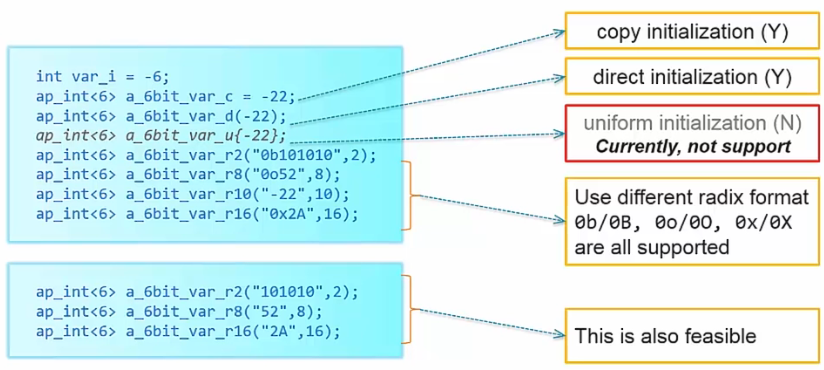 int var_i = -6;
ap_int<6> a_6bit_var_c = -22;
ap_int<6> a_6bit_var_d(-22);
ap_int<6> a_6bit_var_u{-22};
ap_int<6> a_6bit_var_r2("0b101010",2);
ap_int<6> a_6bit_var_r8("0o52",8);
ap_int<6> a_6bit_var_r10("-22",10);
ap_int<6> a_6bit_var_r16("0x2A",16);
copy initialization (Y)
direct initialization (Y)
uniform initialization (N)
Currently, not support
Use different radix format
0b/0B, 0o/0O, 0x/0X
are all supported
ap_int<6> a_6bit_var_r2("101010",2);
ap_int<6> a_6bit_var_r8("52",8);
ap_int<6> a_6bit_var_r16("2A",16);
This is also feasible